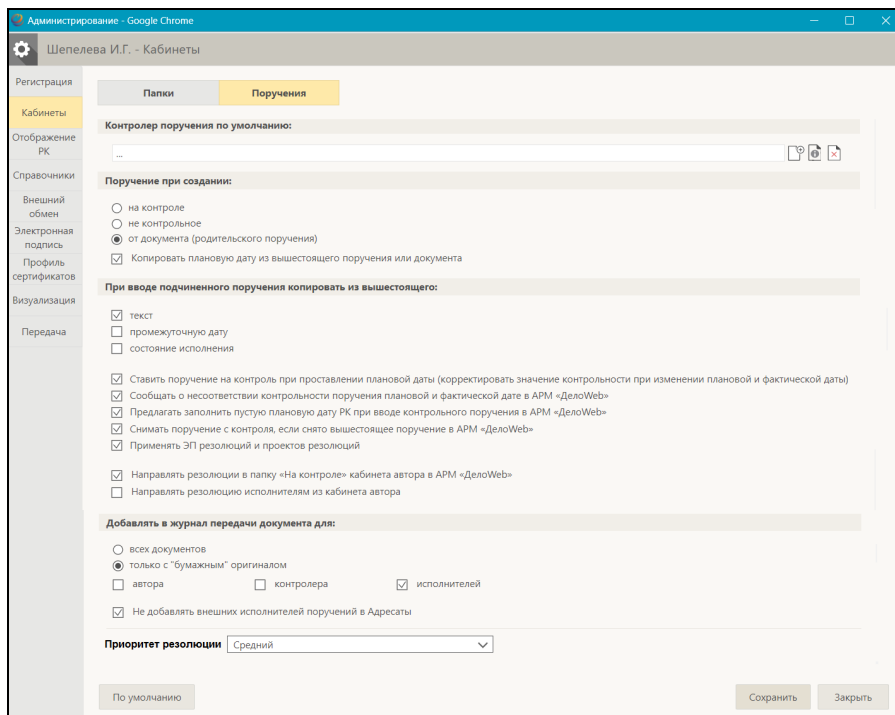 Администрирование - Google Chrome
Шепелева И.Г. - Кабинеты
Регистрация
Кабинеты
Отображение
РК
Справочники
Внешний
обмен
Электронная
подпись
Профиль
сертификатов
Визуализация
Передача
Папки
Поручения
Контролер поручения по умолчанию:
...
Поручение при создании:
на контроле
не контрольное
от документа (родительского поручения)
Копировать плановую дату из вышестоящего поручения или документа
При вводе подчиненного поручения копировать из вышестоящего:
текст
промежуточную дату
состояние исполнения
Ставить поручение на контроль при проставлении плановой даты (корректировать значение контрольности при изменении плановой и фактической даты)
Сообщать о несоответствии контрольности поручения плановой и фактической дате в АРМ «ДелоWeb»
Предлагать заполнить пустую плановую дату РК при вводе контрольного поручения в АРМ «ДелоWeb»
Снимать поручение с контроля, если снято вышестоящее поручение в АРМ «ДелоWeb»
Применять ЭП резолюций и проектов резолюций
Направлять резолюции в папку «На контроле» кабинета автора в АРМ «ДелоWeb»
Направлять резолюцию исполнителям из кабинета автора
Добавлять в журнал передачи документа для:
всех документов
только с "бумажным" оригиналом
автора контролера исполнителей
Не добавлять внешних исполнителей поручений в Адресаты
Приоритет резолюции Средний
По умолчанию Сохранить Закрыть